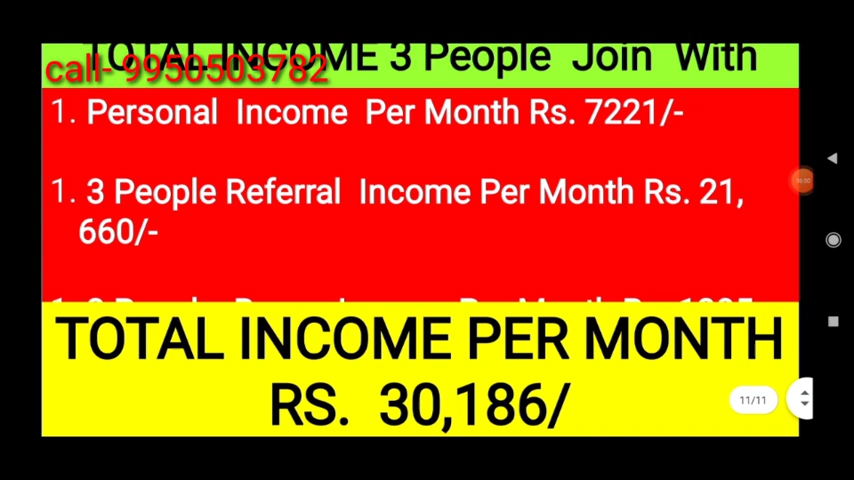 TOTAL INCOME 3 People Join With
call- 9950503782
1. Personal Income Per Month Rs. 7221/-
1. 3 People Referral Income Per Month Rs. 21,
660/-
TOTAL INCOME PER MONTH
RS. 30,186/
11/11